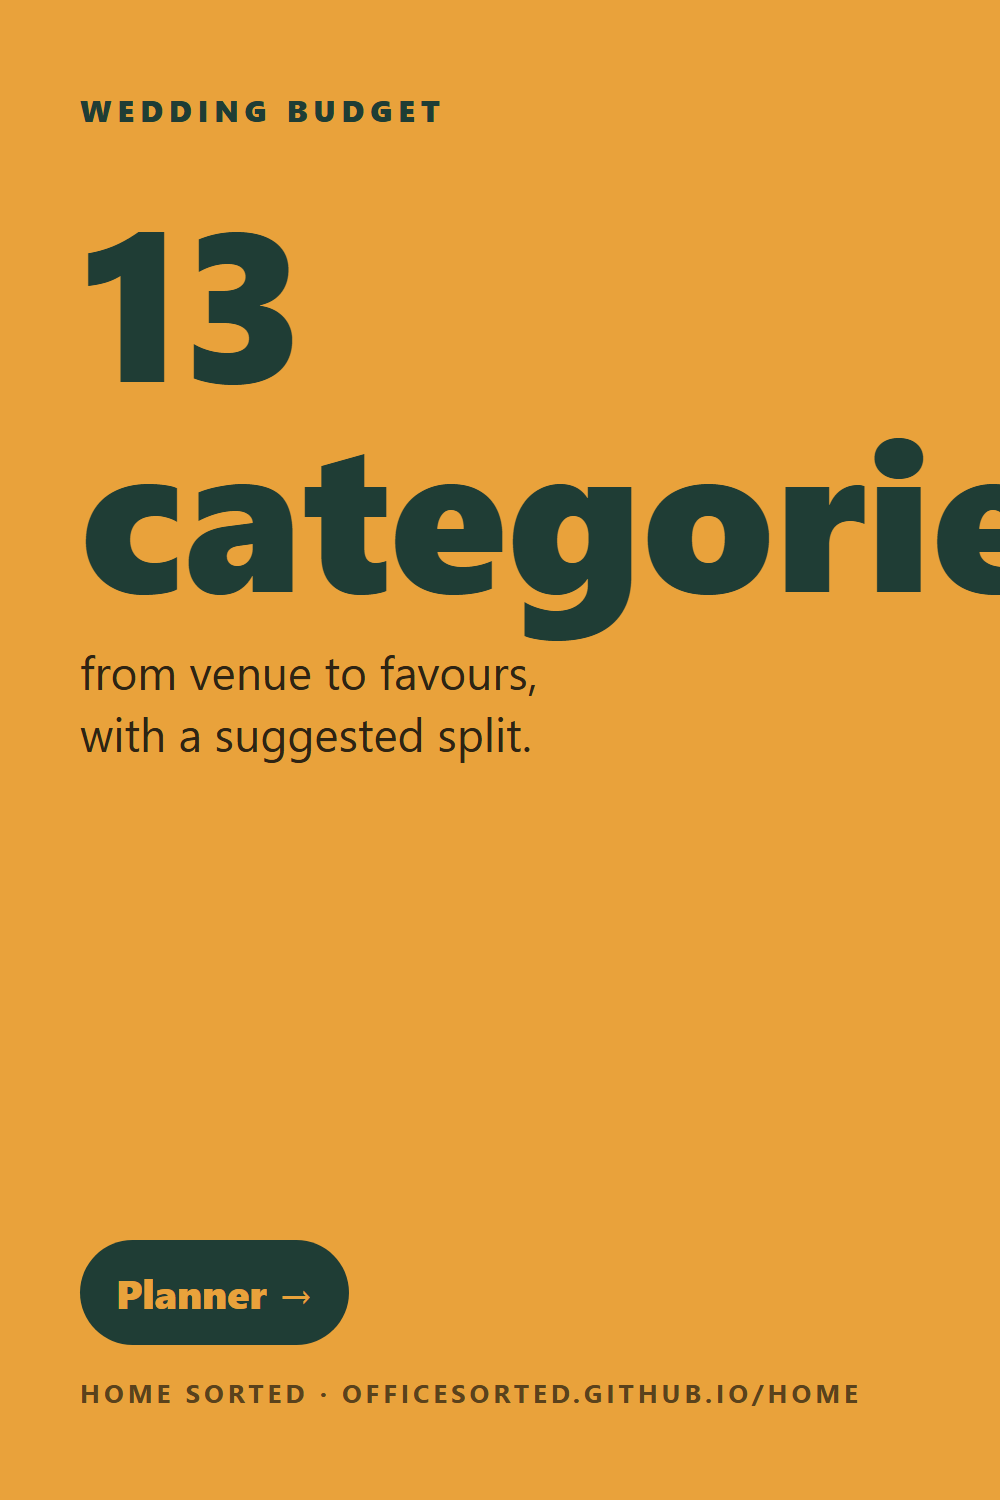 WEDDING BUDGET
13
categorie
from venue to favours,
with a suggested split.
Planner →
HOME SORTED · OFFICESORTED.GITHUB.IO/HOME